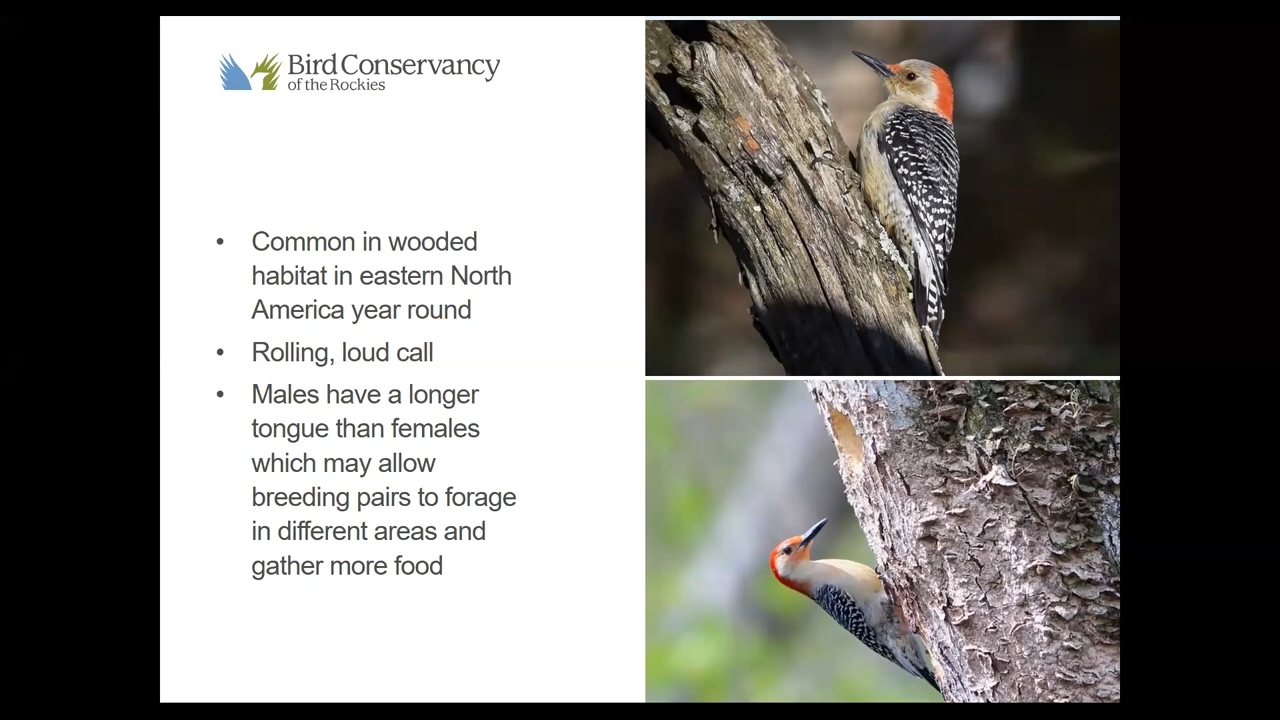 Bird Conservancy
of the Rockies
• Common in wooded
habitat in eastern North
America year round
• Rolling, loud call
• Males have a longer
tongue than females
which may allow
breeding pairs to forage
in different areas and
gather more food